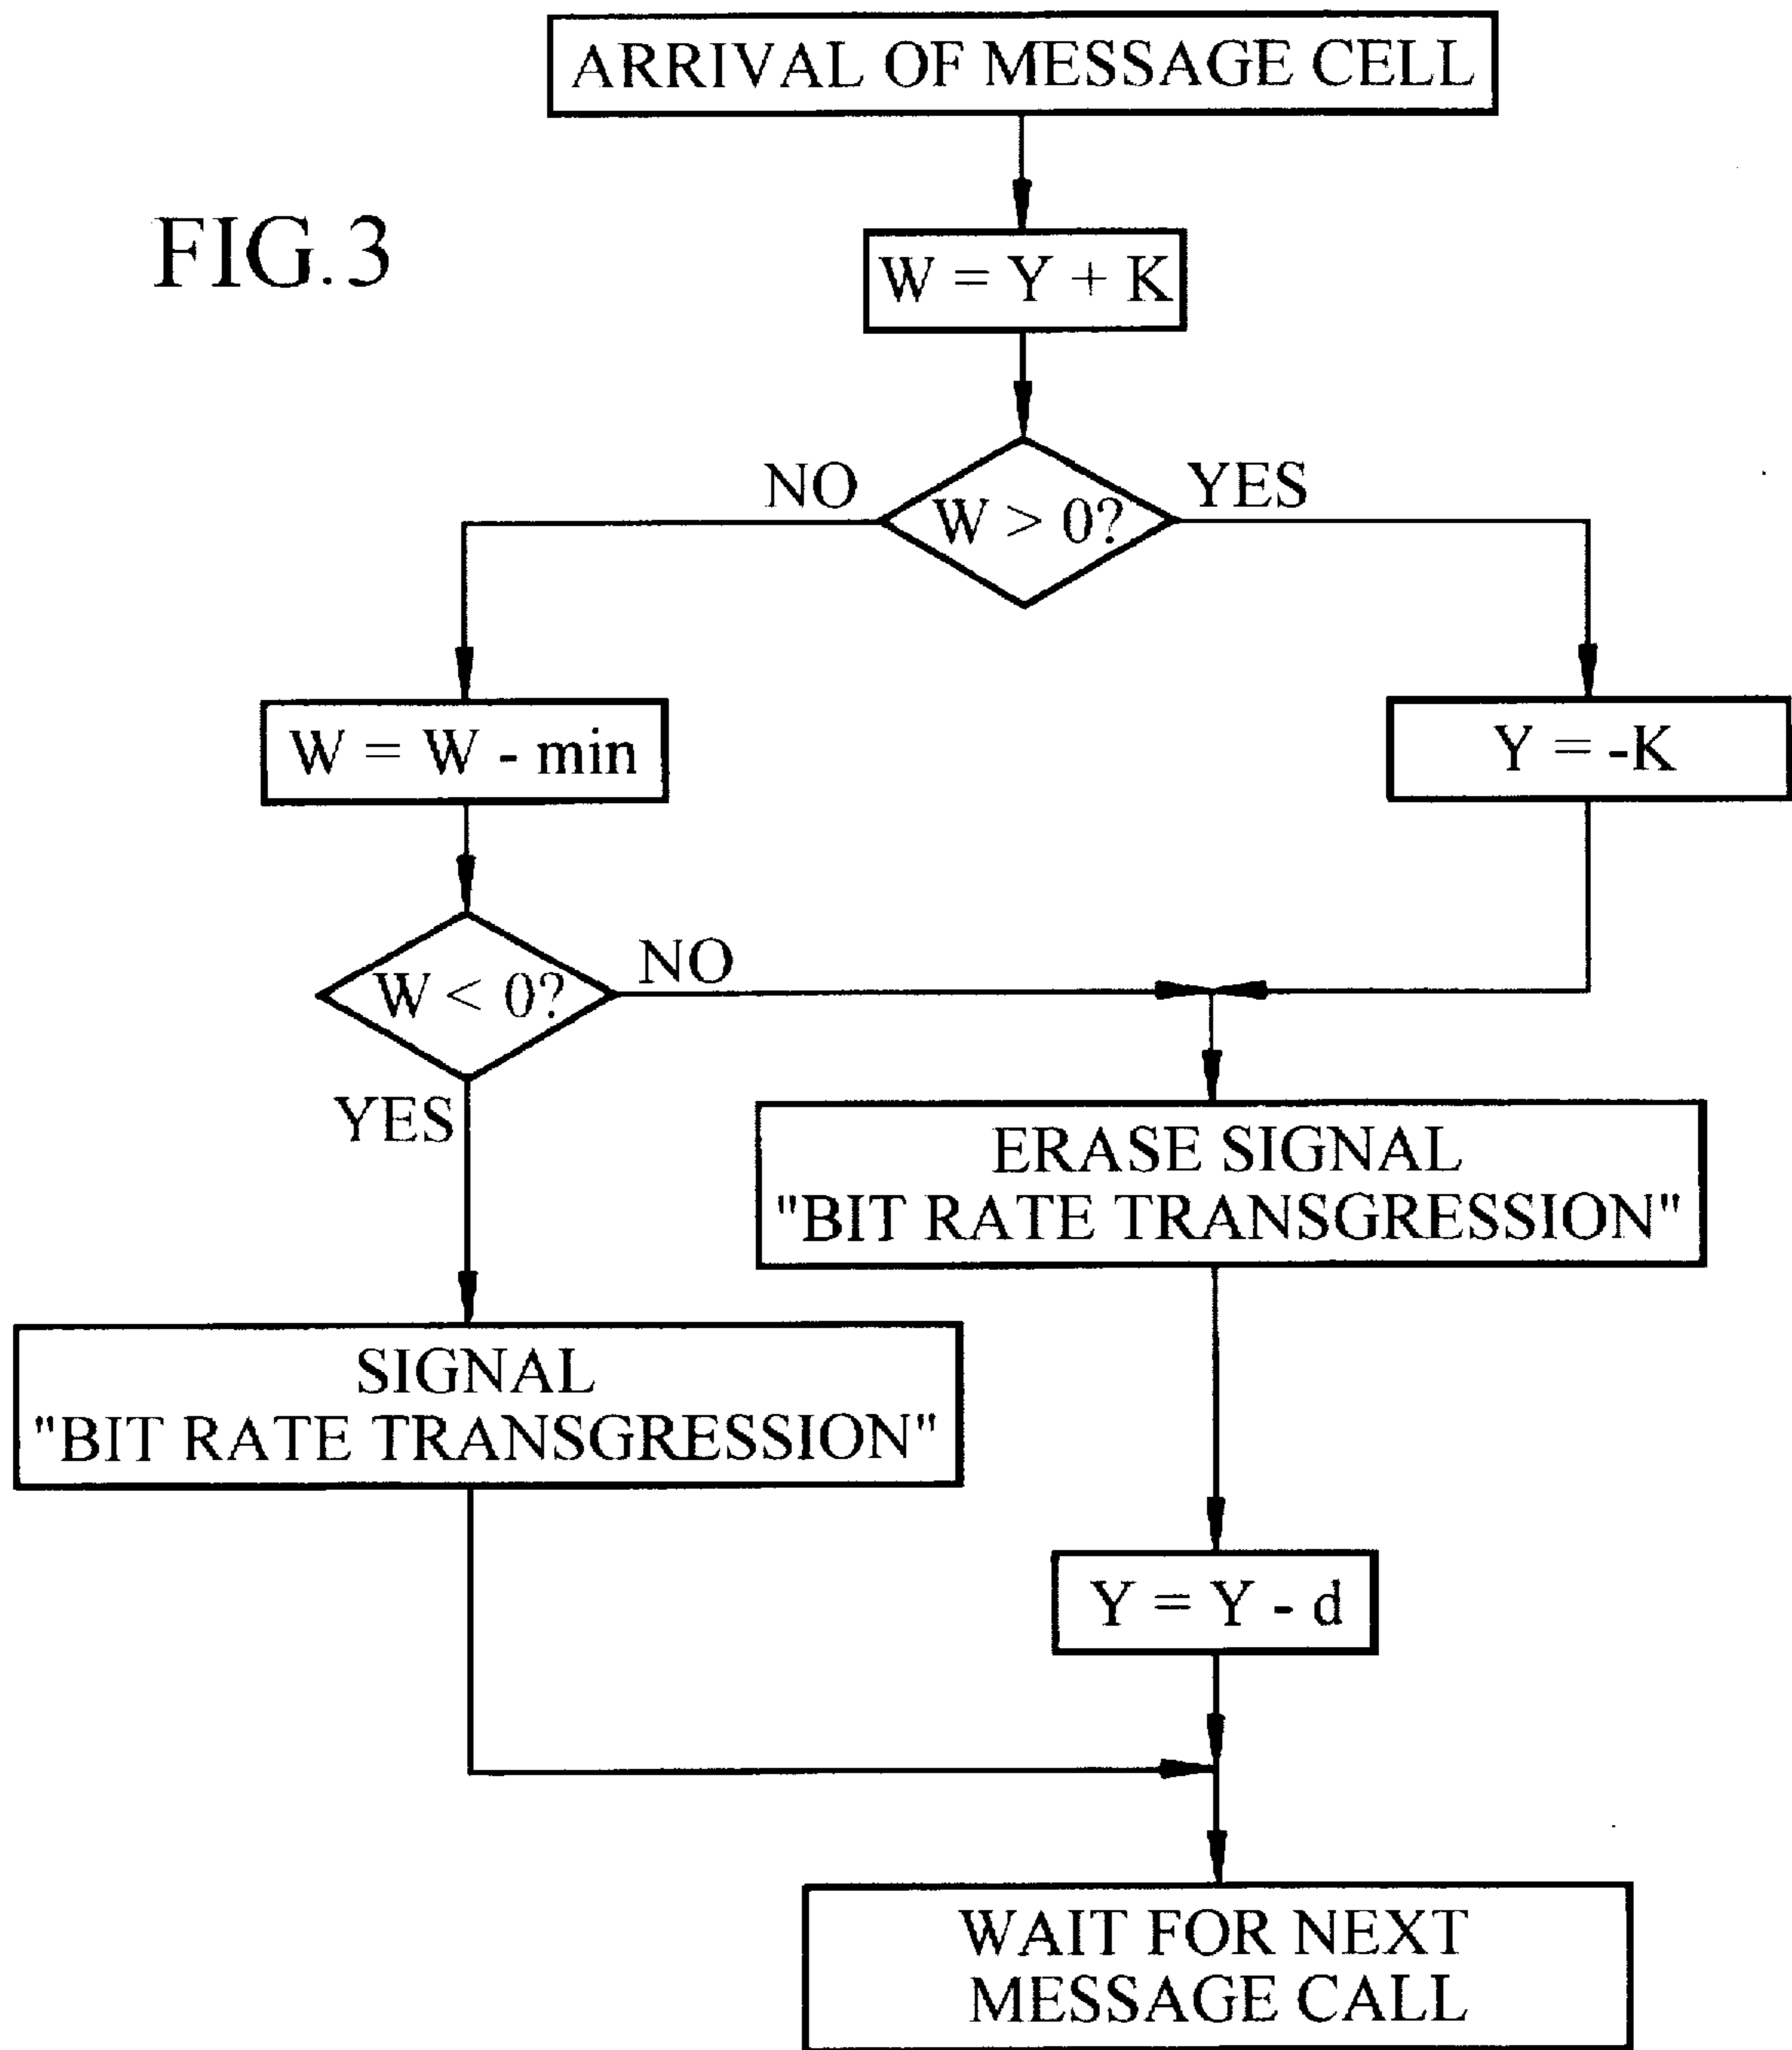 ARRIVAL OF MESSAGE CELL
FIG.3
W = Y + K
NO
YES
W > 0?
W = W - min
Y = -K
W < 0?
NO
YES
ERASE SIGNAL
"BIT RATE TRANSGRESSION"
SIGNAL
"BIT RATE TRANSGRESSION"
Y = Y - d
WAIT FOR NEXT
MESSAGE CALL